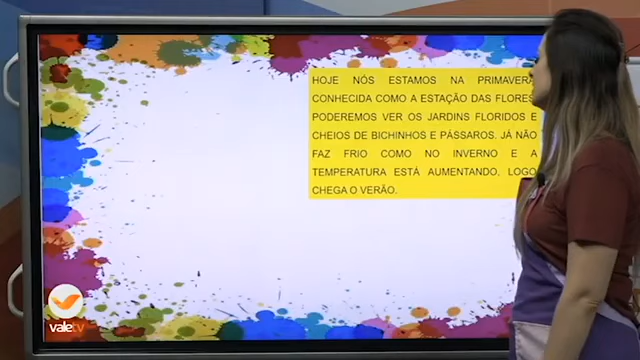 HOJE NÓS ESTAMOS NA PRIMAVERA
CONHECIDA COMO A ESTAÇÃO DAS FLORES
PODEREMOS VER OS JARDINS FLORIDOS E
CHEIOS DE BICHINHOS E PÁSSAROS. JÁ NÃO
FAZ FRIO COMO NO INVERNO E A
TEMPERATURA ESTÁ AUMENTANDO, LOGO
CHEGA O VERÃO.
valetv